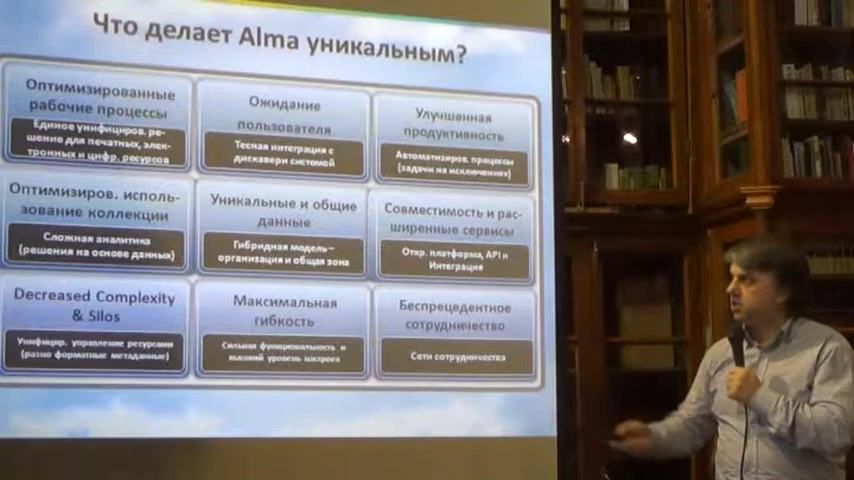 Что делает Alma уникальным?
Оптимизированные
рабочие процессы
Единое унифициров. ре-
шение для печатных, элек-
тронных и цифр. ресурсов
Ожидание
пользователя
Тесная интеграция с
дискавери системой
Улучшенная
продуктивность
Автоматизиров. процессы
(задачи на исключения)
Оптимизиров. исполь-
зование коллекции
Сложная аналитика
(решения на основе данных)
Уникальные и общие
данные
Гибридная модель–
организация и общая зона
Совместимость и рас-
ширенные сервисы
Откр. платформа, API и
Интеграция
Decreased Complexity
& Silos
Унифицир. управление ресурсами
(разно форматные метаданные)
Максимальная
гибкость
Сильная функциональность и
высокий уровень настроек
Беспрецедентное
сотрудничество
Сети сотрудничества